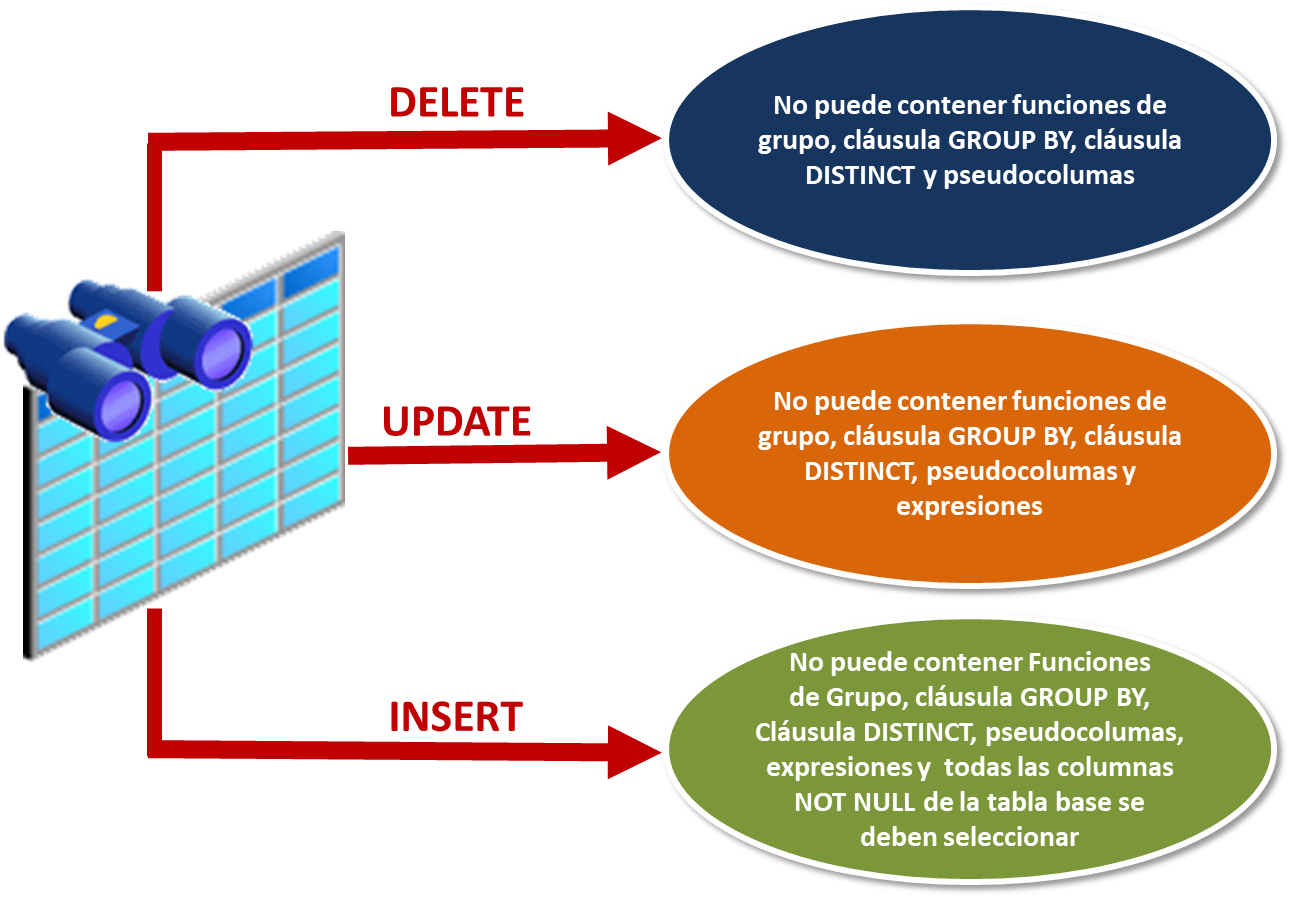 DELETE
No puede contener funciones de
grupo, cláusula GROUP BY, cláusula
DISTINCT y pseudocolumas
UPDATE
No puede contener funciones de
grupo, cláusula GROUP BY, cláusula
DISTINCT, pseudocolumas y
expresiones
INSERT
No puede contener Funciones
de Grupo, cláusula GROUP BY,
Cláusula DISTINCT, pseudocolumas,
expresiones y  todas las columnas
NOT NULL de la tabla base se
deben seleccionar